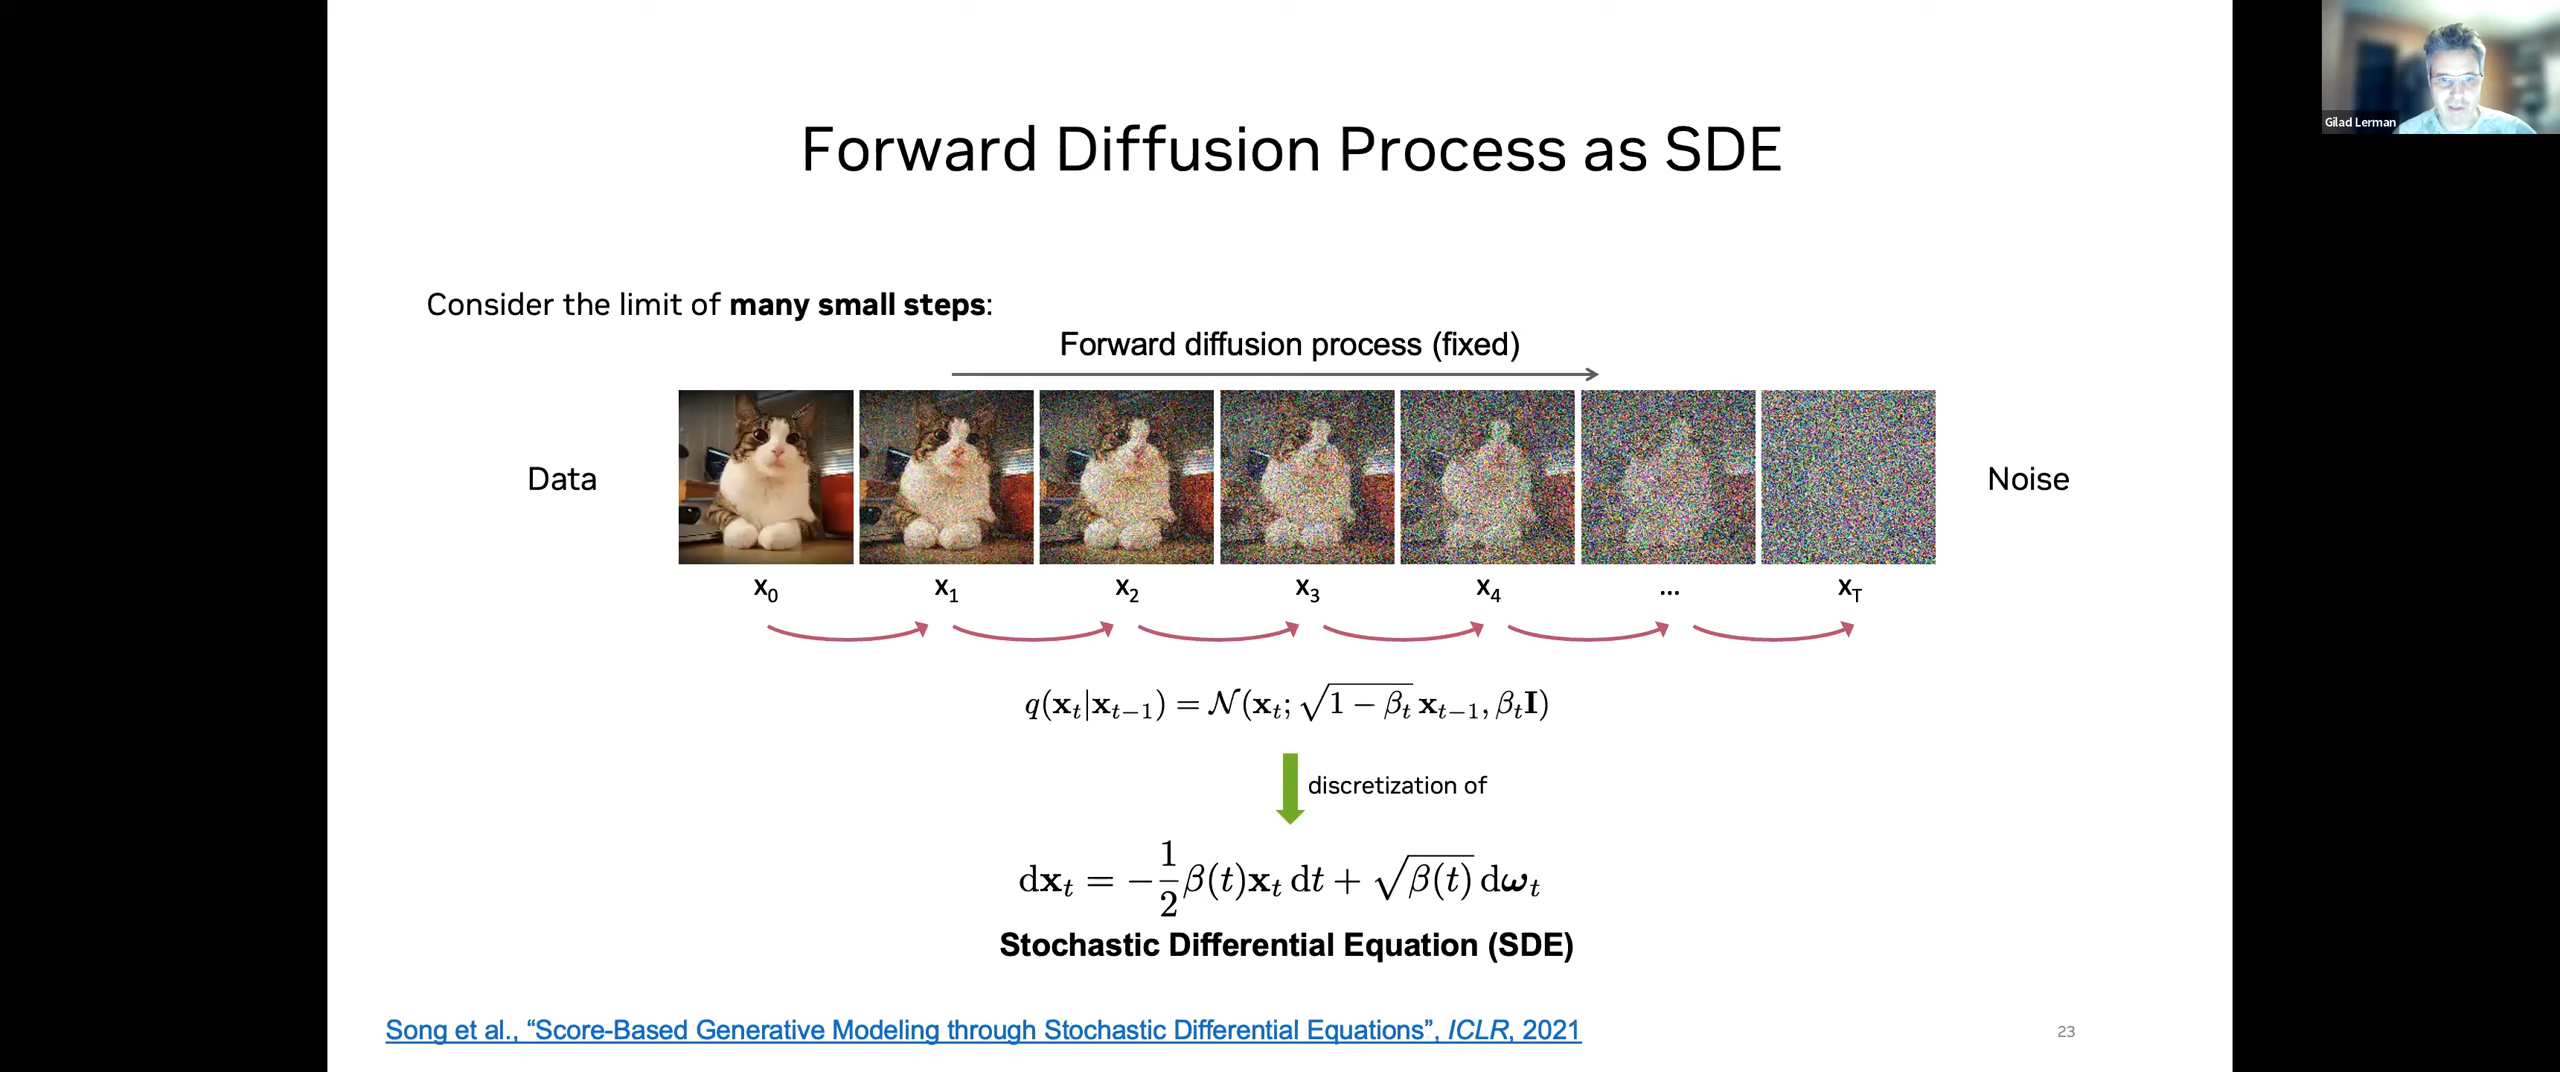 Gilad Lerman
Forward Diffusion Process as SDE
Consider the limit of many small steps:
Forward diffusion process (fixed)
Data
Noise
x₀ x₁ x₂ x₃ x₄ ... x_T
q(𝐱ₜ|𝐱ₜ₋₁) = 𝒩(𝐱ₜ; √(1 − βₜ) 𝐱ₜ₋₁, βₜ𝐈)
discretization of
d𝐱ₜ = −½β(t)𝐱ₜ dt + √β(t) d𝝎ₜ
Stochastic Differential Equation (SDE)
Song et al., “Score-Based Generative Modeling through Stochastic Differential Equations”, ICLR, 2021
23